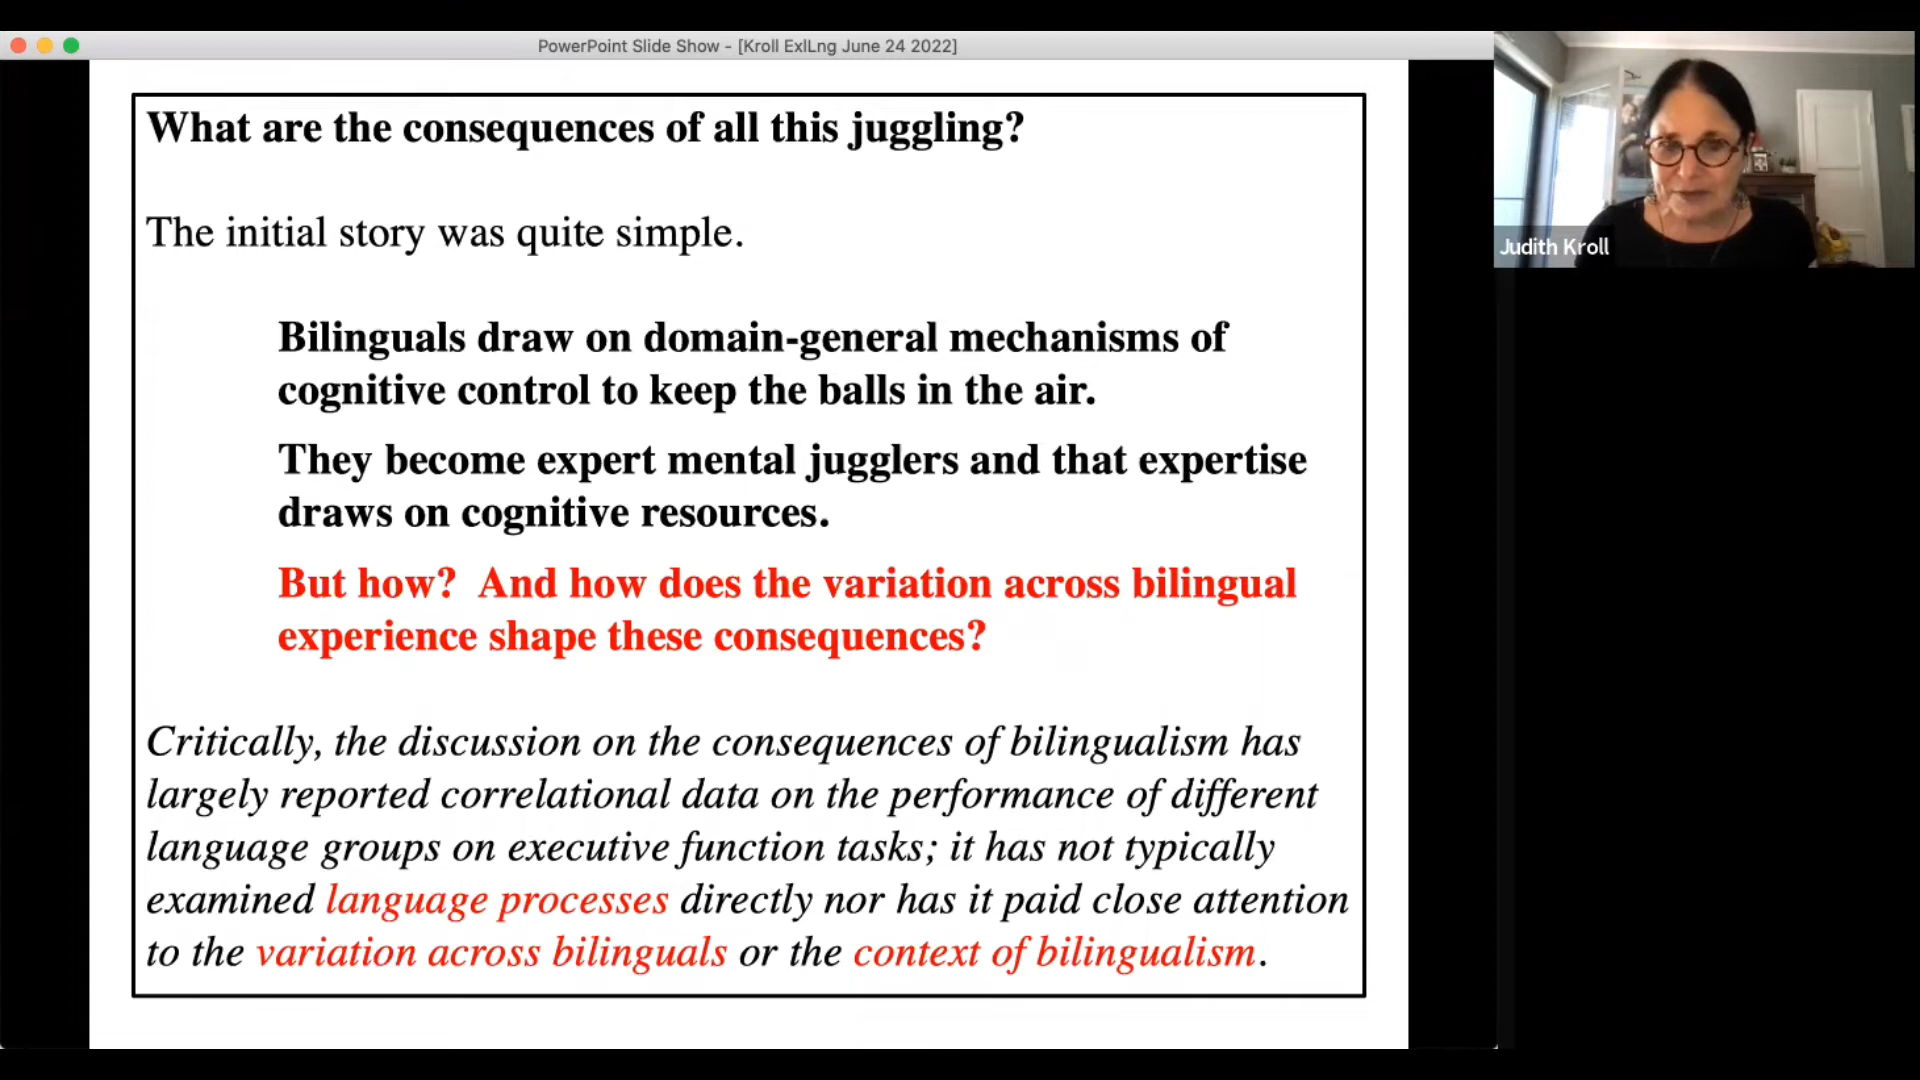 PowerPoint Slide Show - [Kroll ExlLng June 24 2022]
What are the consequences of all this juggling?
The initial story was quite simple.
Bilinguals draw on domain-general mechanisms of
cognitive control to keep the balls in the air.
They become expert mental jugglers and that expertise
draws on cognitive resources.
But how?  And how does the variation across bilingual
experience shape these consequences?
Critically, the discussion on the consequences of bilingualism has
largely reported correlational data on the performance of different
language groups on executive function tasks; it has not typically
examined language processes directly nor has it paid close attention
to the variation across bilinguals or the context of bilingualism.
Judith Kroll